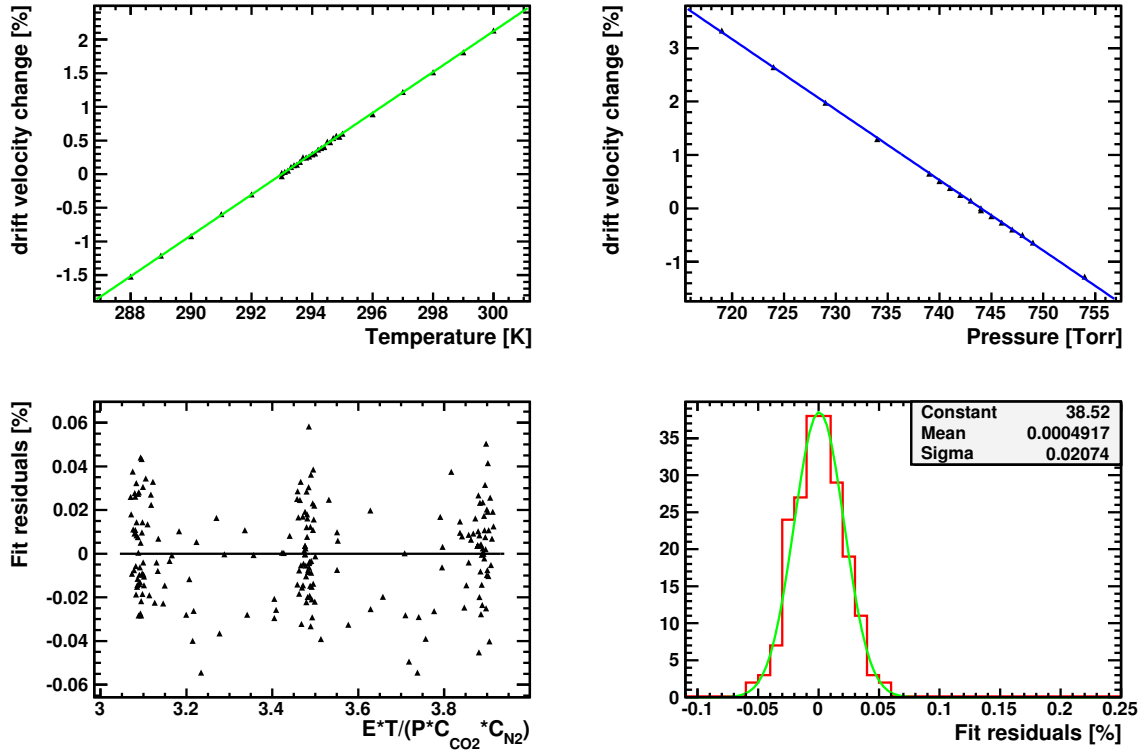 drift velocity change [%]
2
1.5
1
0.5
0
-0.5
-1
-1.5
288 290 292 294 296 298 300
Temperature [K]
drift velocity change [%]
3
2
1
0
-1
720 725 730 735 740 745 750 755
Pressure [Torr]
Fit residuals [%]
0.06
0.04
0.02
0
-0.02
-0.04
-0.06
3 3.2 3.4 3.6 3.8
E*T/(P*C_CO2*C_N2)
35
30
25
20
15
10
5
0
Constant 38.52
Mean 0.0004917
Sigma 0.02074
-0.1 -0.05 0 0.05 0.1 0.15 0.2 0.25
Fit residuals [%]